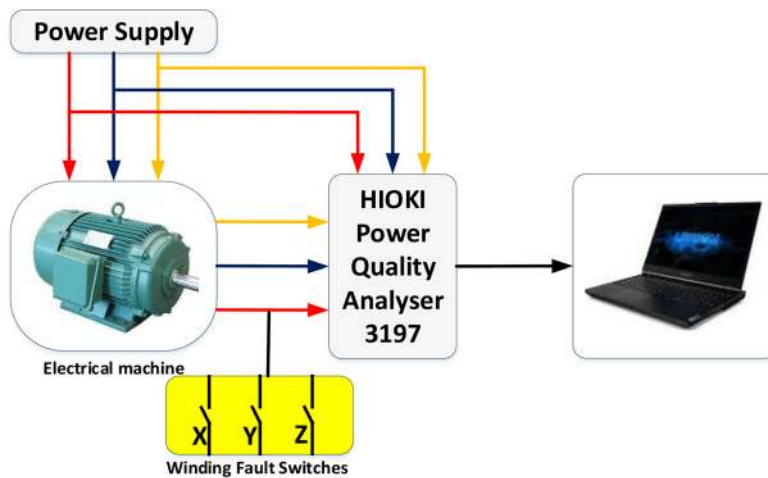 Power Supply
HIOKI
Power
Quality
Analyser
3197
Electrical machine
X Y Z
Winding Fault Switches